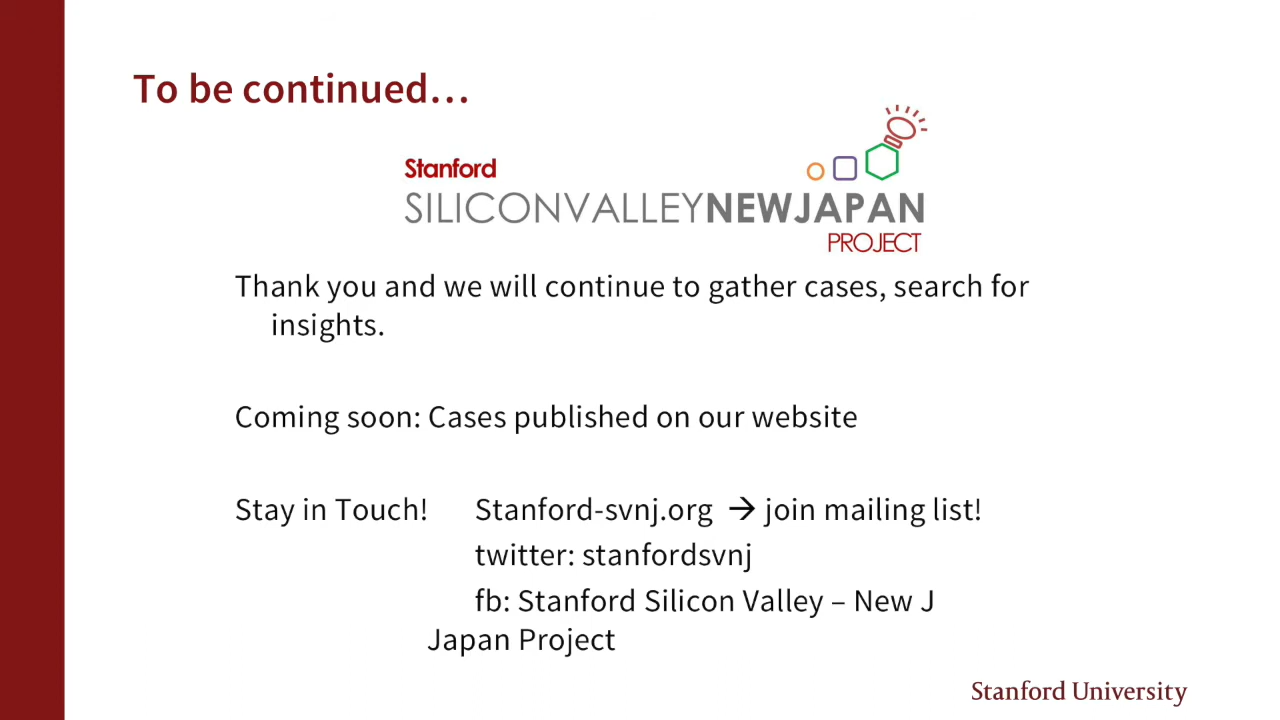 To be continued…
Stanford
SILICONVALLEYNEWJAPAN
PROJECT
Thank you and we will continue to gather cases, search for
insights.
Coming soon: Cases published on our website
Stay in Touch! Stanford-svnj.org → join mailing list!
twitter: stanfordsvnj
fb: Stanford Silicon Valley – New J
Japan Project
Stanford University